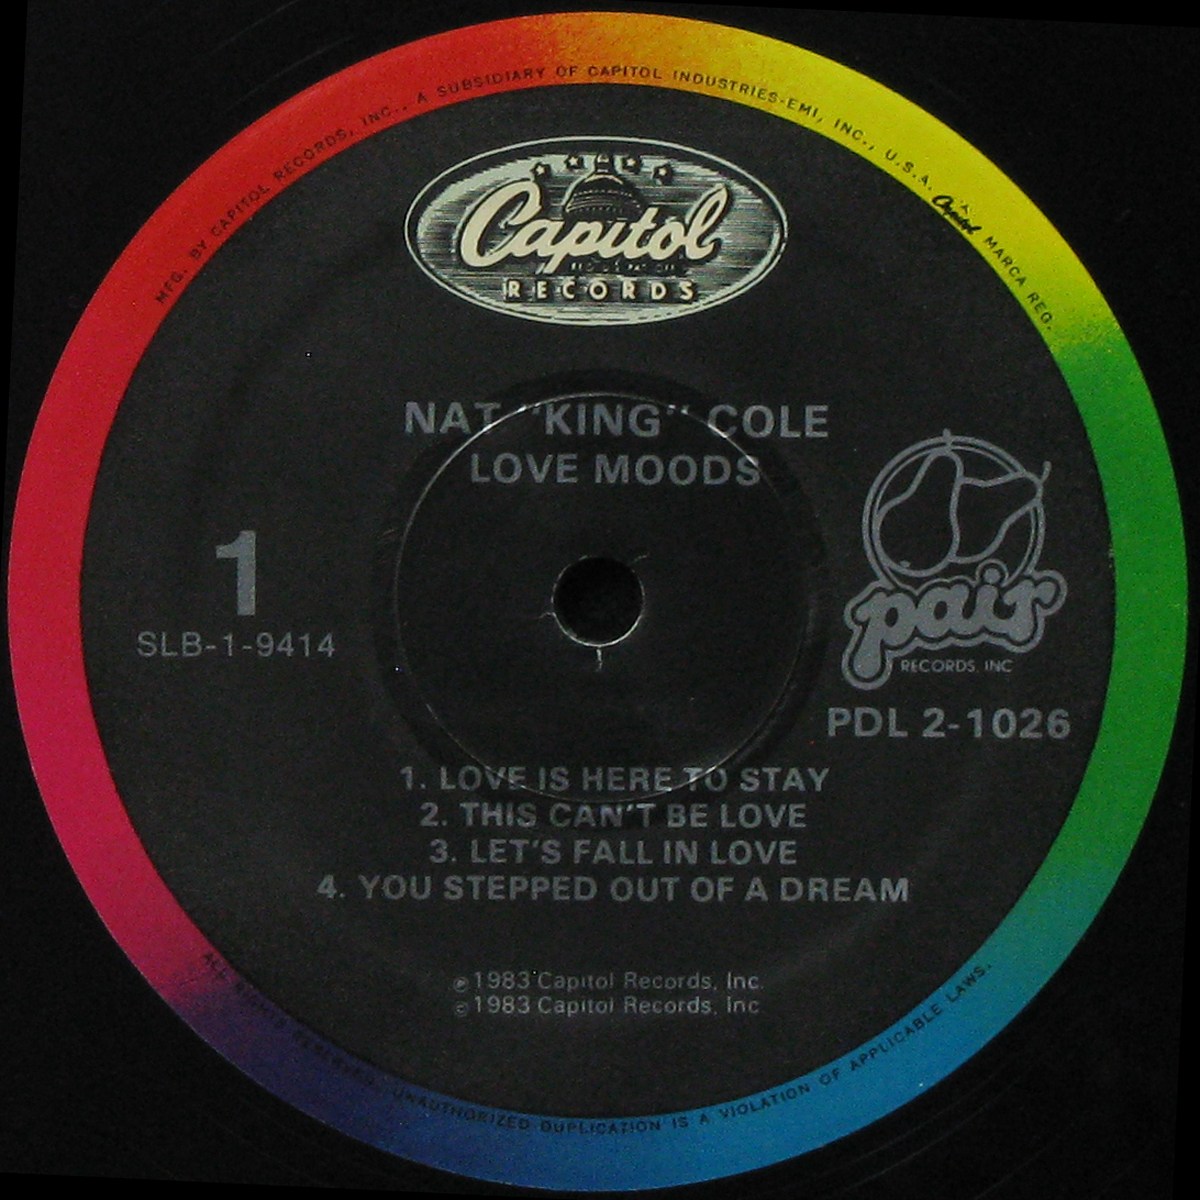 MFG. BY CAPITOL RECORDS, INC., A SUBSIDIARY OF CAPITOL INDUSTRIES-EMI, INC., U.S.A. Capitol MARCA REG.
Capitol
RECORDS
NAT "KING" COLE
LOVE MOODS
1
SLB-1-9414
pair
RECORDS, INC
PDL 2-1026
1. LOVE IS HERE TO STAY
2. THIS CAN'T BE LOVE
3. LET'S FALL IN LOVE
4. YOU STEPPED OUT OF A DREAM
℗ 1983 Capitol Records, Inc.
© 1983 Capitol Records, Inc
ALL RIGHTS RESERVED. UNAUTHORIZED DUPLICATION IS A VIOLATION OF APPLICABLE LAWS.